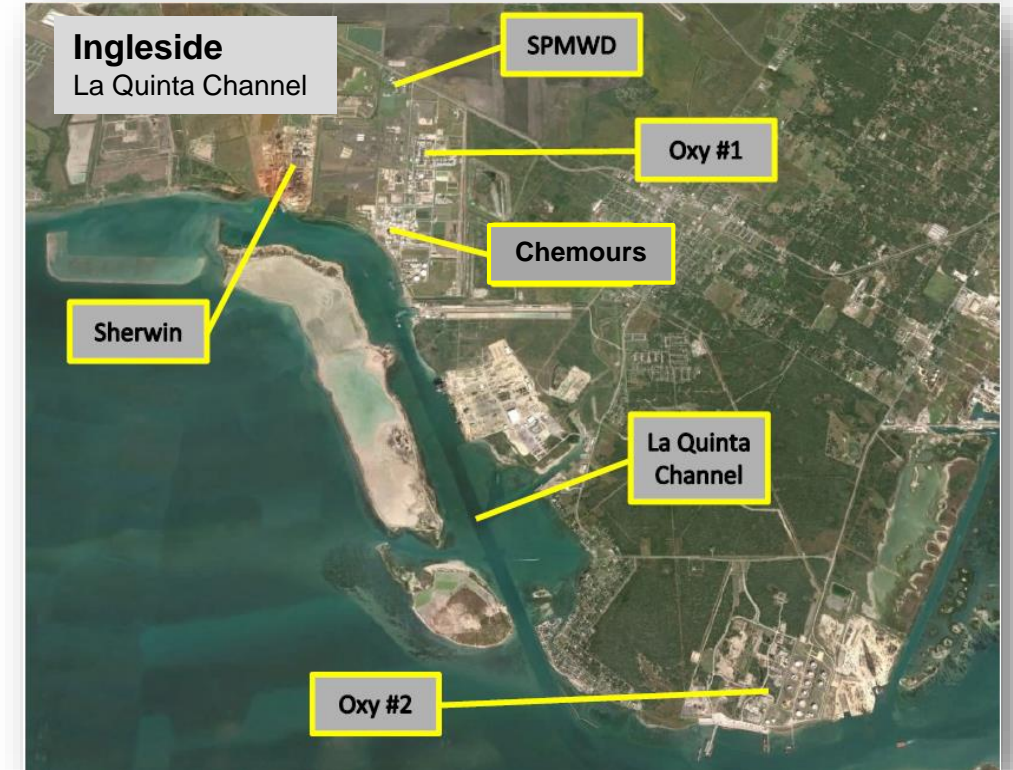 Ingleside
La Quinta Channel
SPMWD
Oxy #1
Chemours
Sherwin
La Quinta
Channel
Oxy #2